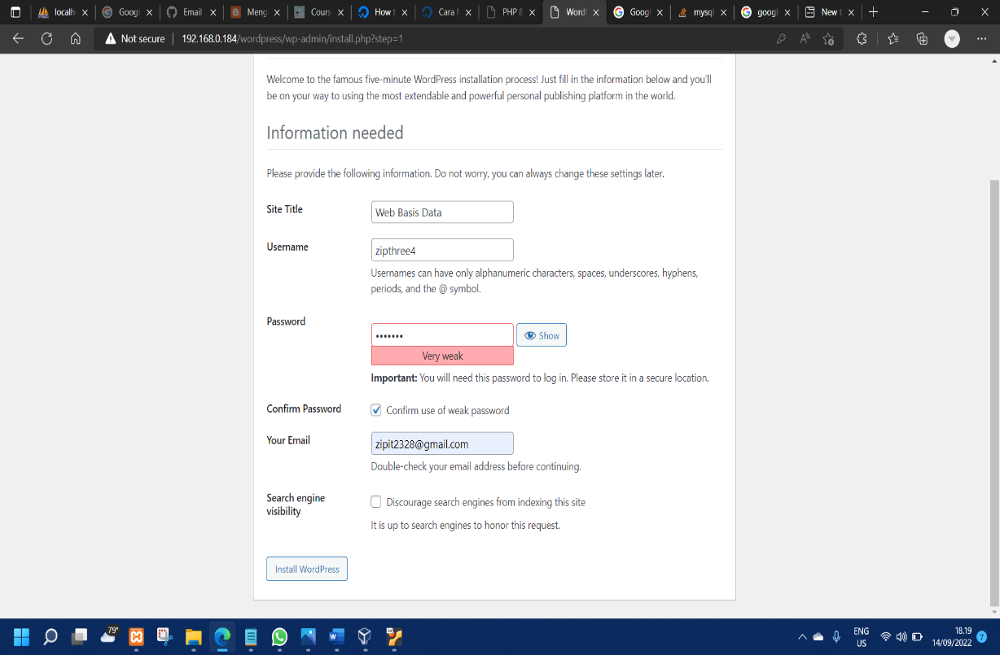 localh
Googl
Email
Meng
Cours
How t
Cara I
PHP 8
Word
Googl
mysql
googl
New t
Not secure
192.168.0.184/wordpress/wp-admin/install.php?step=1
Welcome to the famous five-minute WordPress installation process! Just fill in the information below and you'll
be on your way to using the most extendable and powerful personal publishing platform in the world.
Information needed
Please provide the following information. Do not worry, you can always change these settings later.
Site Title
Web Basis Data
Username
zipthree4
Usernames can have only alphanumeric characters, spaces, underscores, hyphens,
periods, and the @ symbol.
Password
•••••••
Show
Very weak
Important: You will need this password to log in. Please store it in a secure location.
Confirm Password
Confirm use of weak password
Your Email
zipit2328@gmail.com
Double-check your email address before continuing.
Search engine
visibility
Discourage search engines from indexing this site
It is up to search engines to honor this request.
Install WordPress
79°
ENG
US
18.19
14/09/2022
7